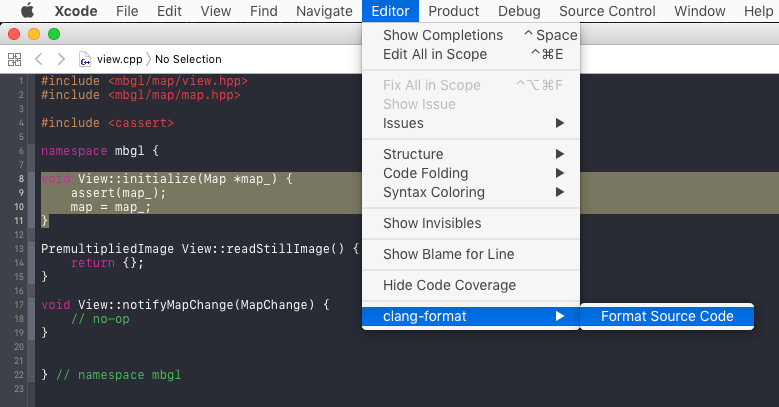 Xcode File Edit View Find Navigate Editor Product Debug Source Control Window Help
view.cpp No Selection
1 #include <mbgl/map/view.hpp>
2 #include <mbgl/map/map.hpp>
3
4 #include <cassert>
5
6 namespace mbgl {
7
8 void View::initialize(Map *map_) {
9 assert(map_);
10 map = map_;
11 }
12
13 PremultipliedImage View::readStillImage() {
14 return {};
15 }
16
17 void View::notifyMapChange(MapChange) {
18 // no-op
19 }
20
21
22 } // namespace mbgl
23
Show Completions ^ Space
Edit All in Scope ^⌘E
Fix All in Scope ^⌥⌘F
Show Issue
Issues ▶
Structure ▶
Code Folding ▶
Syntax Coloring ▶
Show Invisibles
Show Blame for Line
Hide Code Coverage
clang-format ▶
Format Source Code